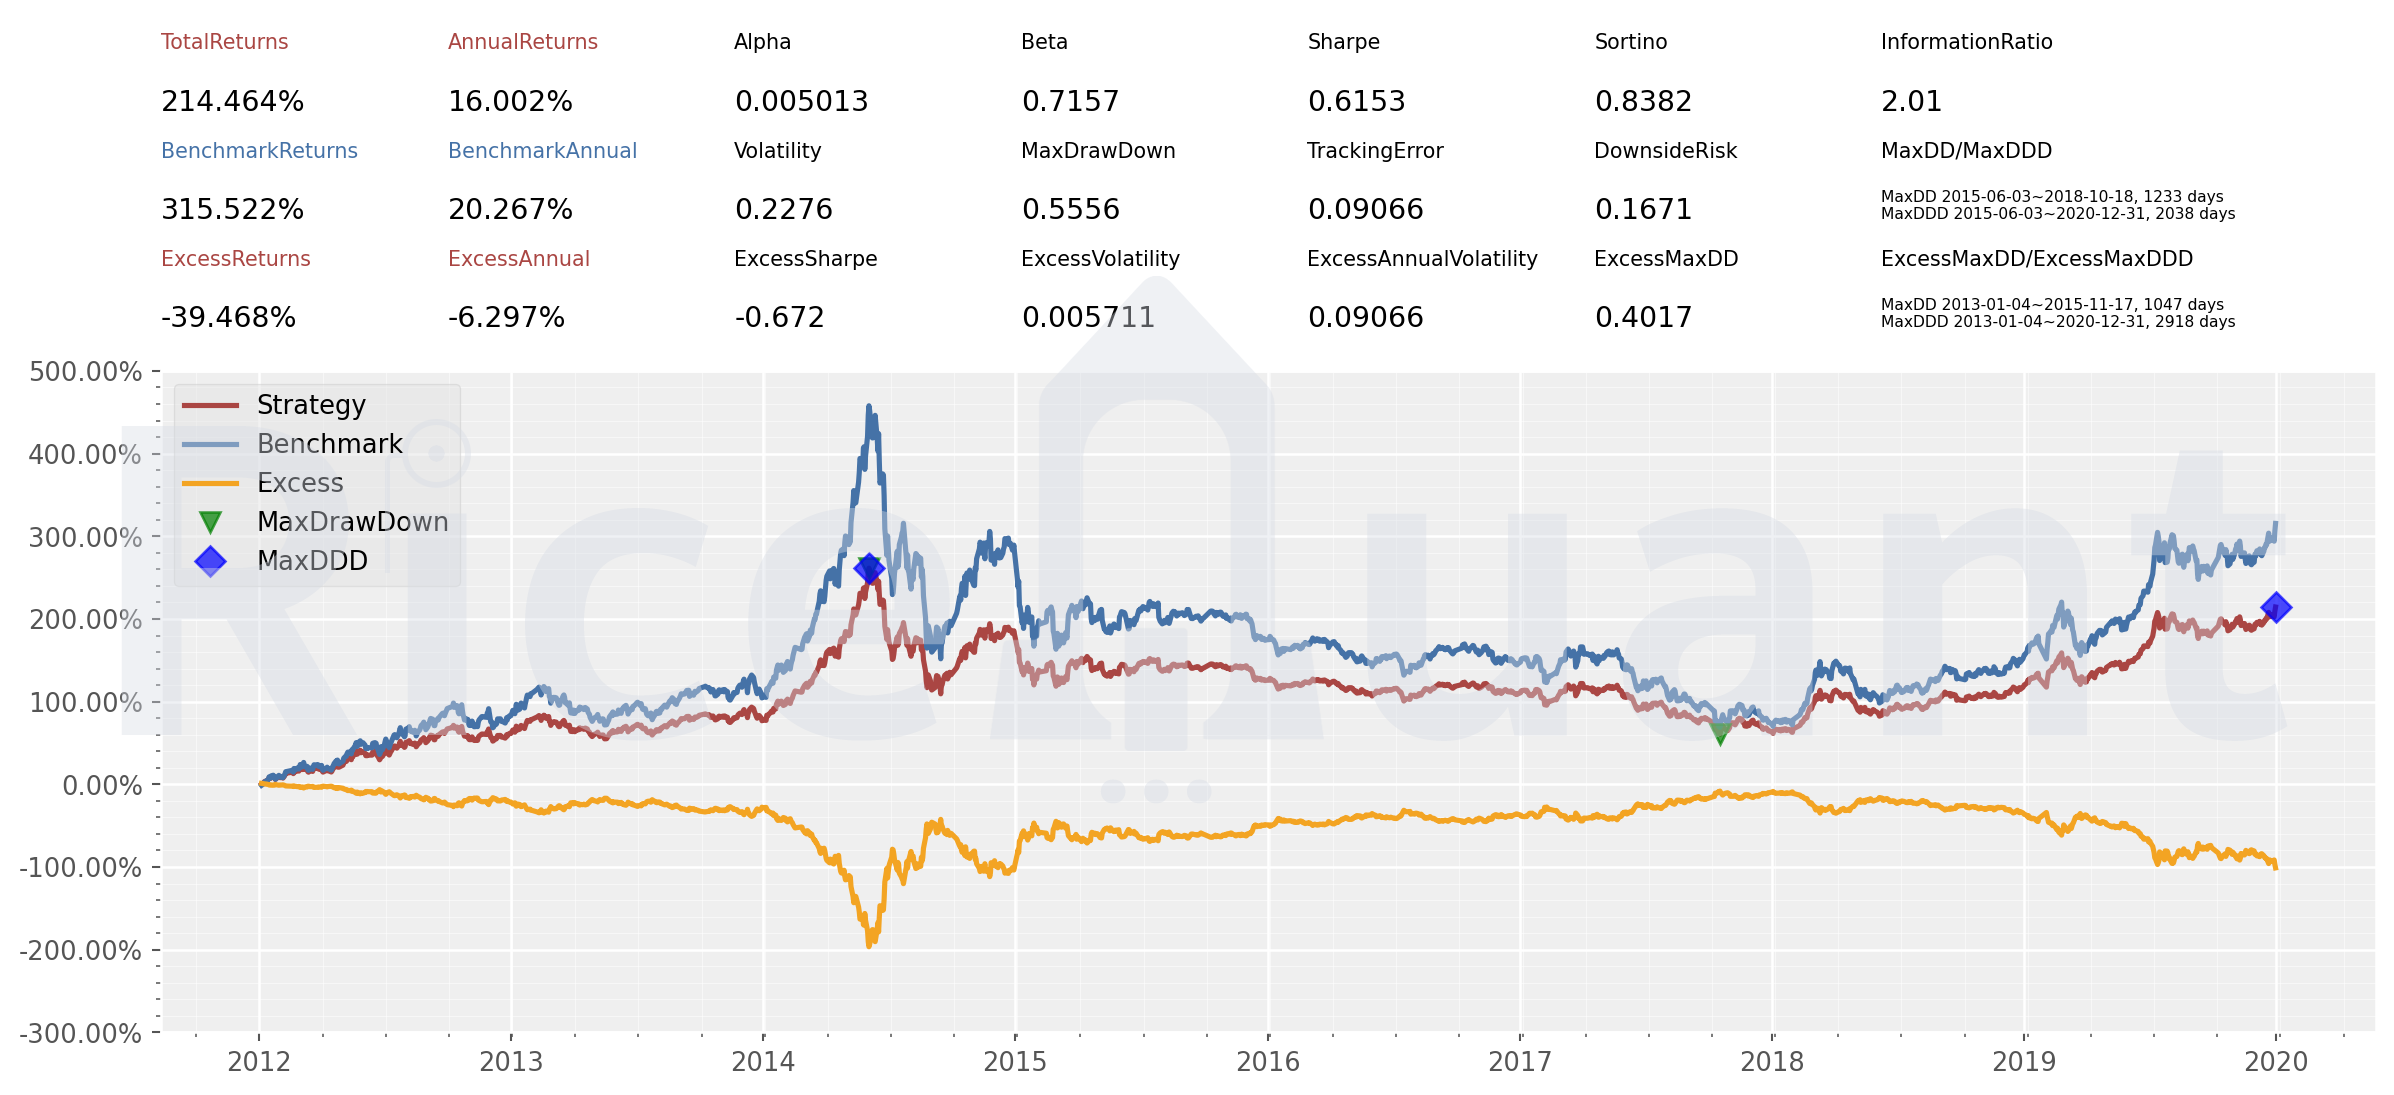 TotalReturns AnnualReturns Alpha Beta Sharpe Sortino InformationRatio
214.464% 16.002% 0.005013 0.7157 0.6153 0.8382 2.01
BenchmarkReturns BenchmarkAnnual Volatility MaxDrawDown TrackingError DownsideRisk MaxDD/MaxDDD
315.522% 20.267% 0.2276 0.5556 0.09066 0.1671 MaxDD 2015-06-03~2018-10-18, 1233 days
MaxDDD 2015-06-03~2020-12-31, 2038 days
ExcessReturns ExcessAnnual ExcessSharpe ExcessVolatility ExcessAnnualVolatility ExcessMaxDD ExcessMaxDD/ExcessMaxDDD
-39.468% -6.297% -0.672 0.005711 0.09066 0.4017 MaxDD 2013-01-04~2015-11-17, 1047 days
MaxDDD 2013-01-04~2020-12-31, 2918 days
500.00%
Strategy
Benchmark
400.00%
Excess
MaxDrawDown
300.00%
MaxDDD
RiceQuant
200.00%
100.00%
0.00%
-100.00%
-200.00%
-300.00%
2012 2013 2014 2015 2016 2017 2018 2019 2020